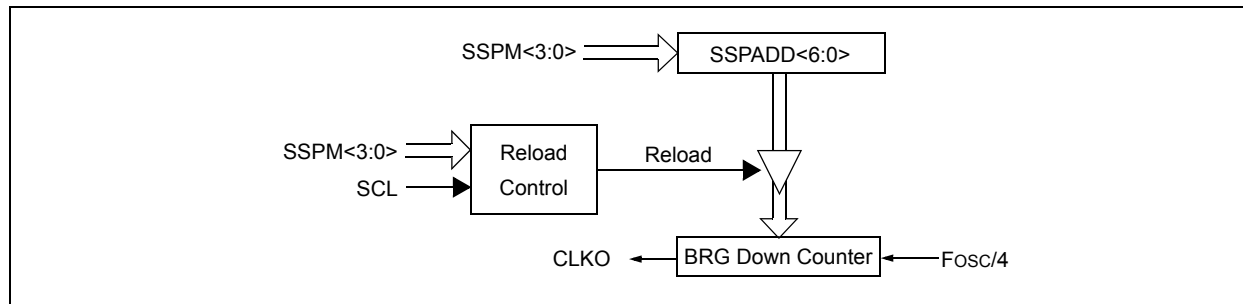 SSPM<3:0>
SSPADD<6:0>
SSPM<3:0>
SCL
Reload
Control
Reload
CLKO
BRG Down Counter
FOSC/4